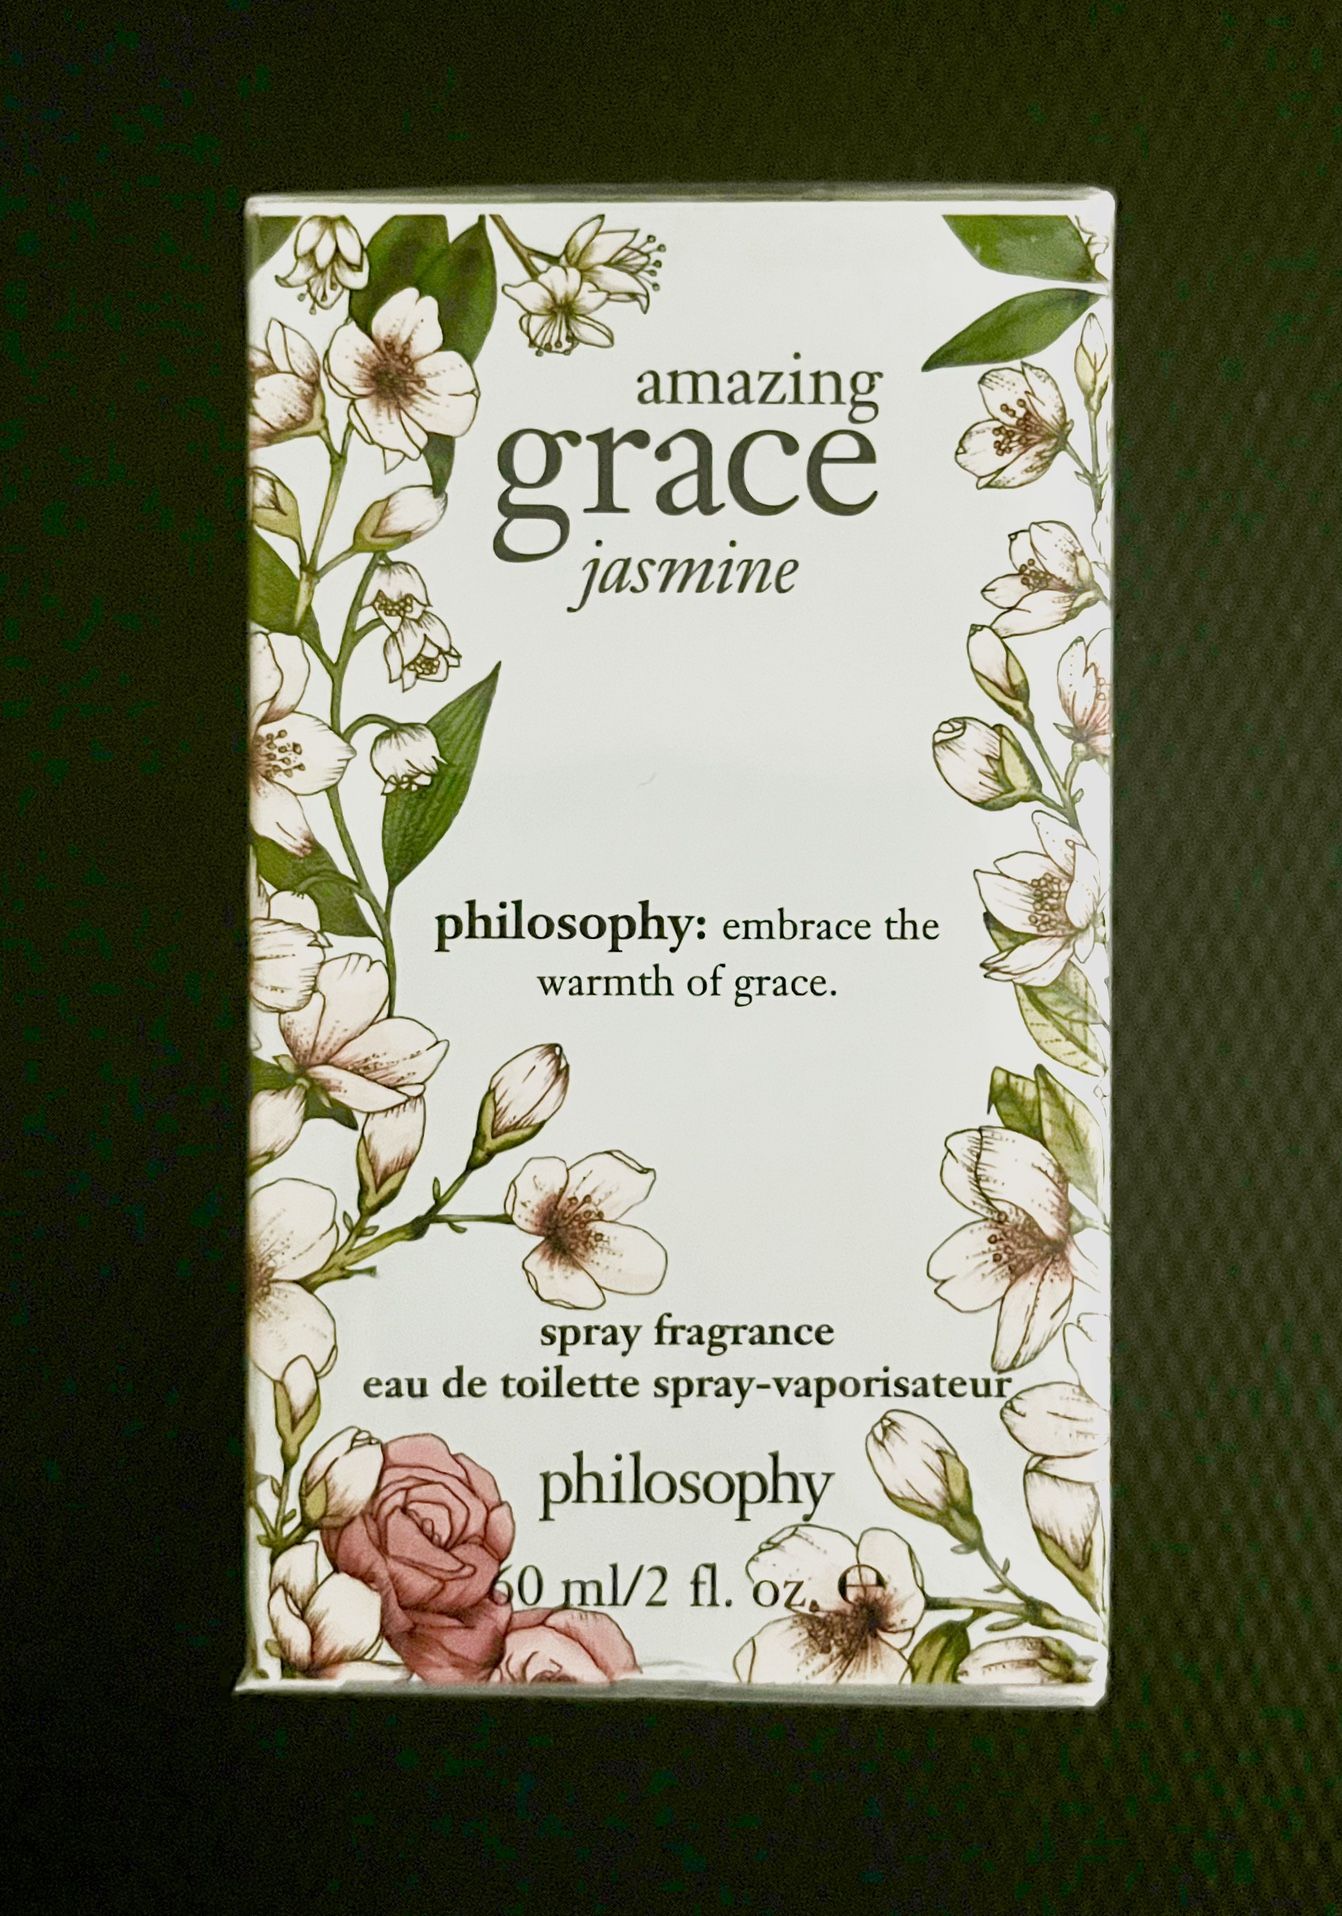 amazing
grace
jasmine
philosophy: embrace the
warmth of grace.
spray fragrance
eau de toilette spray-vaporisateur
philosophy
60 ml/2 fl. oz. ℮